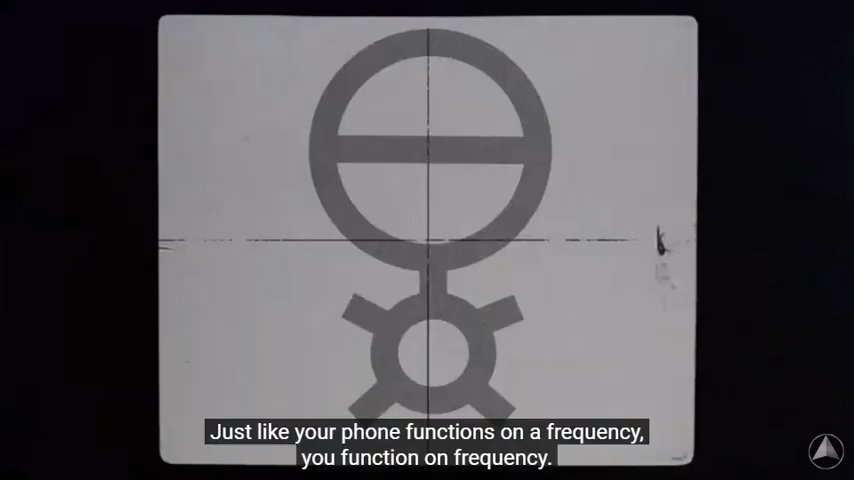 Just like your phone functions on a frequency,
you function on frequency.